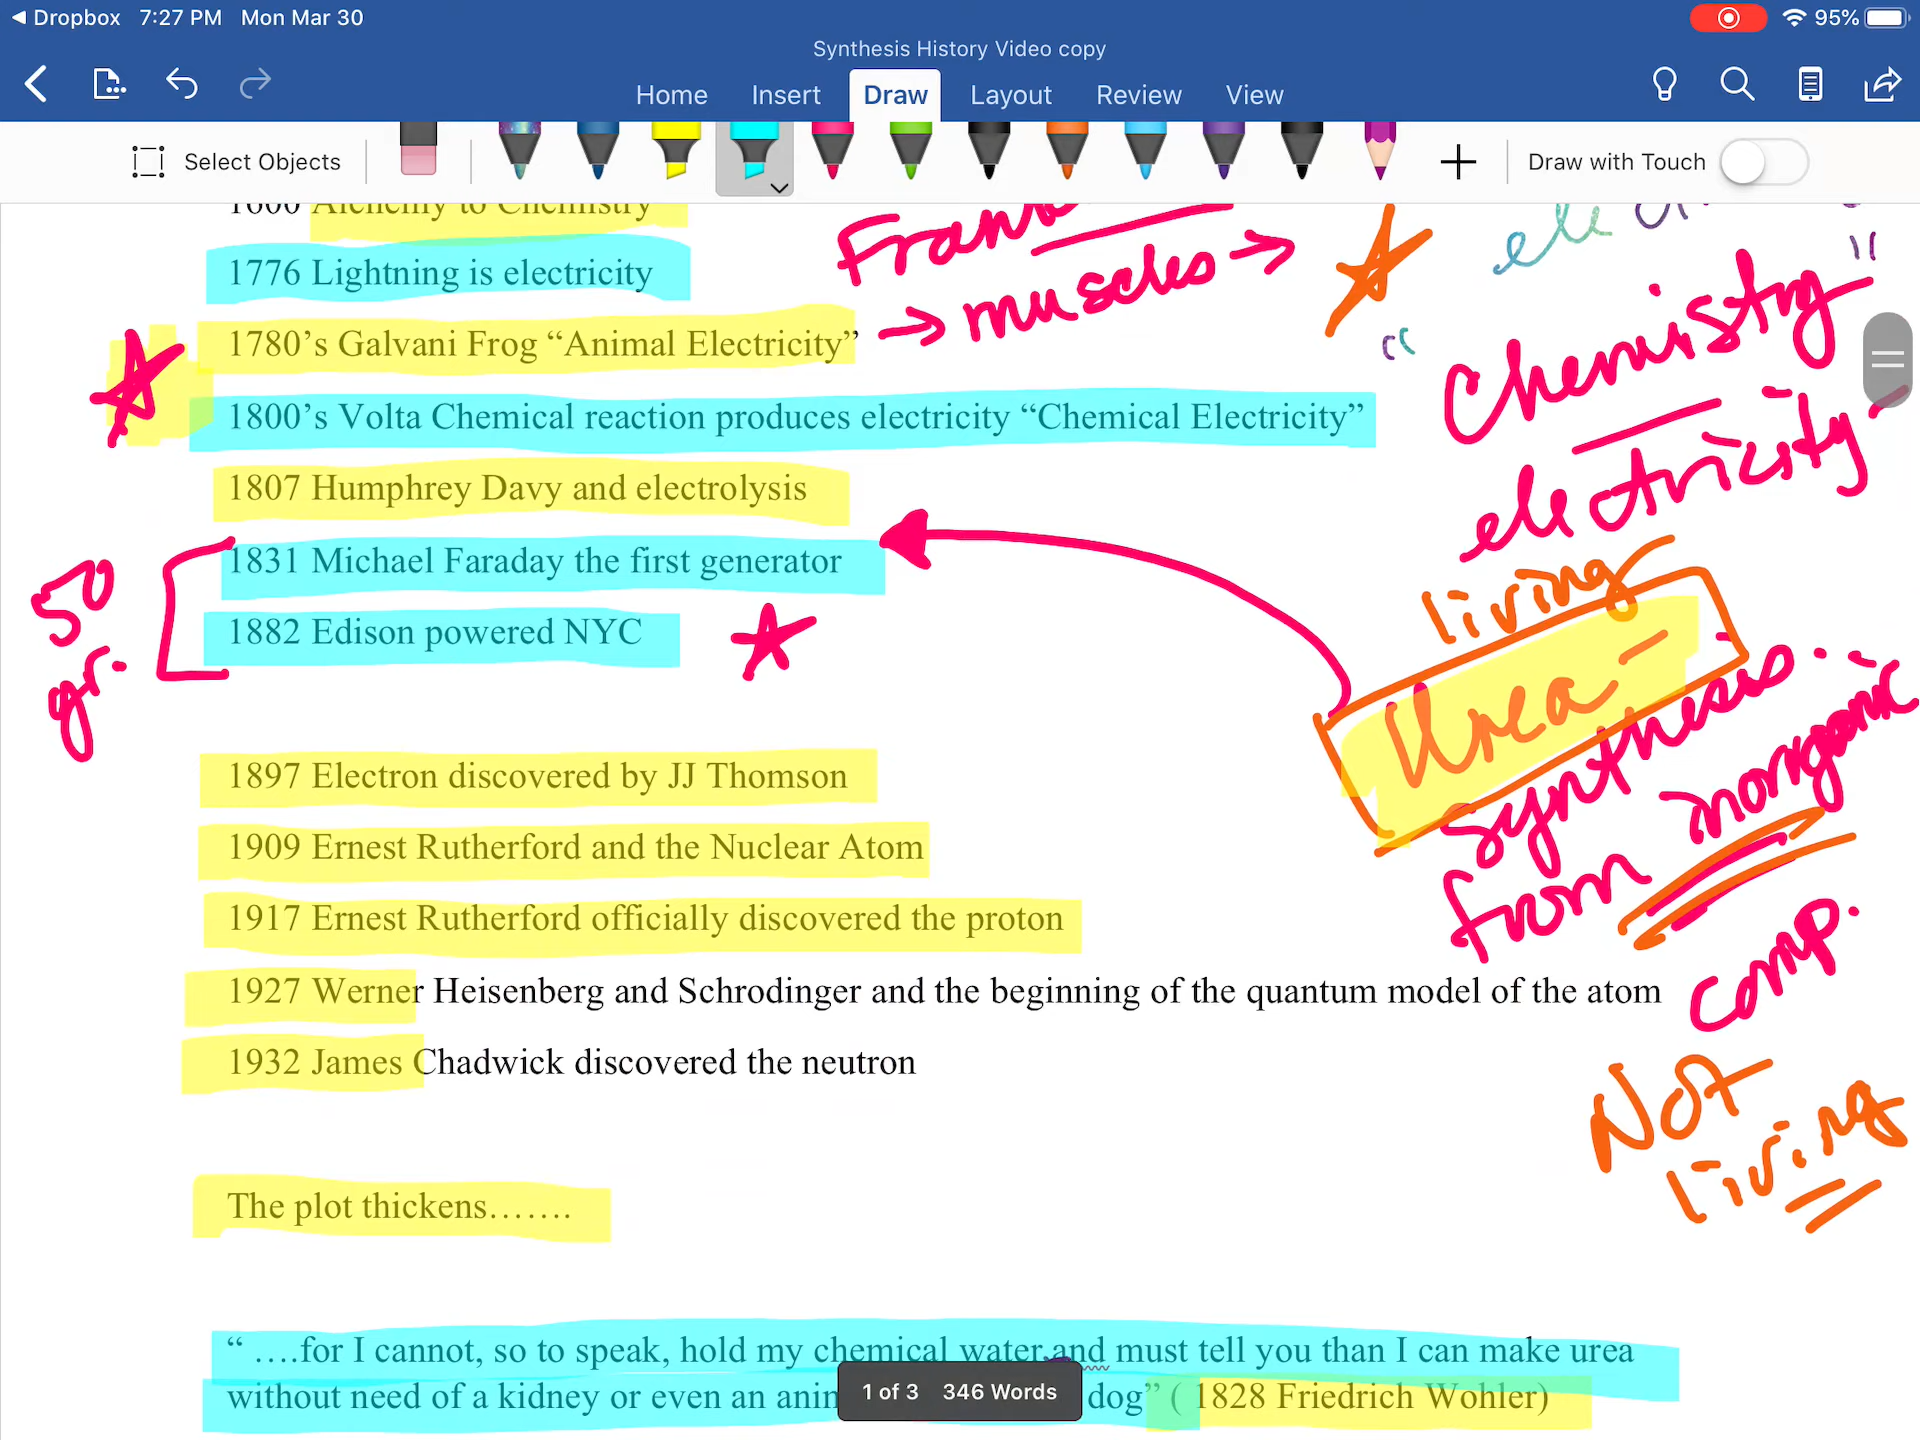 Dropbox 7:27 PM Mon Mar 30
95%
Synthesis History Video copy
Home Insert Draw Layout Review View
Select Objects
Draw with Touch
Alchemy to Chemistry
1776 Lightning is electricity
muscles
1780’s Galvani Frog “Animal Electricity”
Chemistry
1800’s Volta Chemical reaction produces electricity “Chemical Electricity”
electricity
1807 Humphrey Davy and electrolysis
1831 Michael Faraday the first generator
1882 Edison powered NYC
50
yr.
living
Urea -
synthesis
from inorganic
comp.
Not
living
1897 Electron discovered by JJ Thomson
1909 Ernest Rutherford and the Nuclear Atom
1917 Ernest Rutherford officially discovered the proton
1927 Werner Heisenberg and Schrodinger and the beginning of the quantum model of the atom
1932 James Chadwick discovered the neutron
The plot thickens…….
“ ….for I cannot, so to speak, hold my chemical water and must tell you than I can make urea
without need of a kidney or even an anim dog” ( 1828 Friedrich Wohler)
1 of 3 346 Words